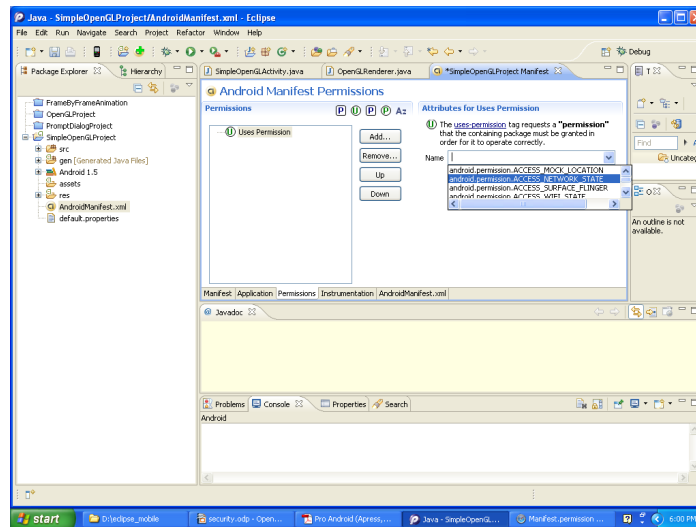 Java - SimpleOpenGLProject/AndroidManifest.xml - Eclipse
File Edit Run Navigate Search Project Refactor Window Help
Debug
Package Explorer
Hierarchy
SimpleOpenGLActivity.java
OpenGLRenderer.java
*SimpleOpenGLProject Manifest
FrameByFrameAnimation
OpenGLProject
PromptDialogProject
SimpleOpenGLProject
src
gen [Generated Java Files]
Android 1.5
assets
res
AndroidManifest.xml
default.properties
Android Manifest Permissions
Permissions
P U P P Az
Uses Permission
Add...
Remove...
Up
Down
Attributes for Uses Permission
The uses-permission tag requests a "permission"
that the containing package must be granted in
order for it to operate correctly.
Name
android.permission.ACCESS_MOCK_LOCATION
android.permission.ACCESS_NETWORK_STATE
android.permission.ACCESS_SURFACE_FLINGER
android.permission.ACCESS_WIFI_STATE
Manifest Application Permissions Instrumentation AndroidManifest.xml
Find
Uncateg
An outline is not
available.
Javadoc
Problems Console Properties Search
Android
start
D:\eclipse_mobile
security.odp - Open...
Pro Android (Apress,...
Java - SimpleOpenG...
Manifest.permission ...
6:00 PM